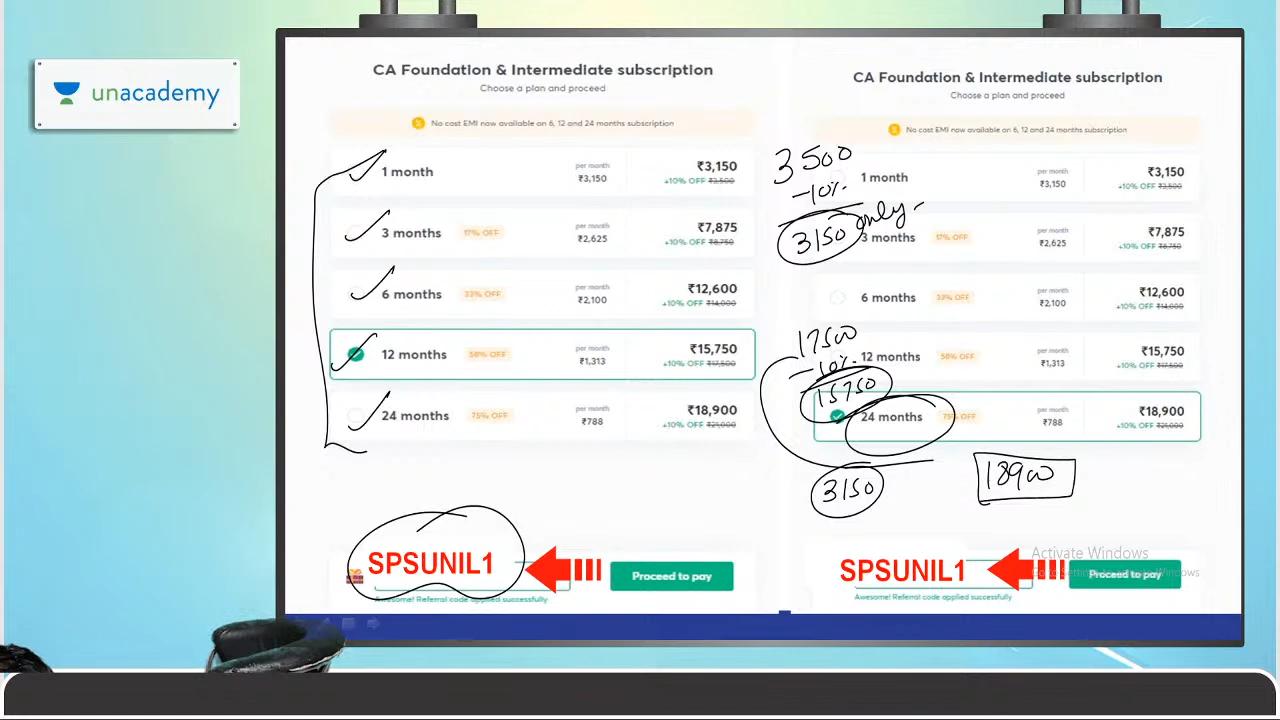 unacademy
CA Foundation & Intermediate subscription
Choose a plan and proceed
No cost EMI now available on 6, 12 and 24 months subscription
1 month
per month
₹3,150
₹3,150
+10% OFF ₹3,500
3 months
17% OFF
per month
₹2,625
₹7,875
+10% OFF ₹8,750
6 months
33% OFF
per month
₹2,100
₹12,600
+10% OFF ₹14,000
12 months
58% OFF
per month
₹1,313
₹15,750
+10% OFF ₹17,500
24 months
75% OFF
per month
₹788
₹18,900
+10% OFF ₹21,000
SPSUNIL1
Awesome! Referral code applied successfully
Proceed to pay
CA Foundation & Intermediate subscription
Choose a plan and proceed
No cost EMI now available on 6, 12 and 24 months subscription
3500
-10%
3150 only
1 month
per month
₹3,150
₹3,150
+10% OFF ₹3,500
3 months
17% OFF
per month
₹2,625
₹7,875
+10% OFF ₹8,750
6 months
33% OFF
per month
₹2,100
₹12,600
+10% OFF ₹14,000
17500
-10%
15750
12 months
58% OFF
per month
₹1,313
₹15,750
+10% OFF ₹17,500
24 months
75% OFF
per month
₹788
₹18,900
+10% OFF ₹21,000
3150
18900
SPSUNIL1
Awesome! Referral code applied successfully
Proceed to pay
Activate Windows